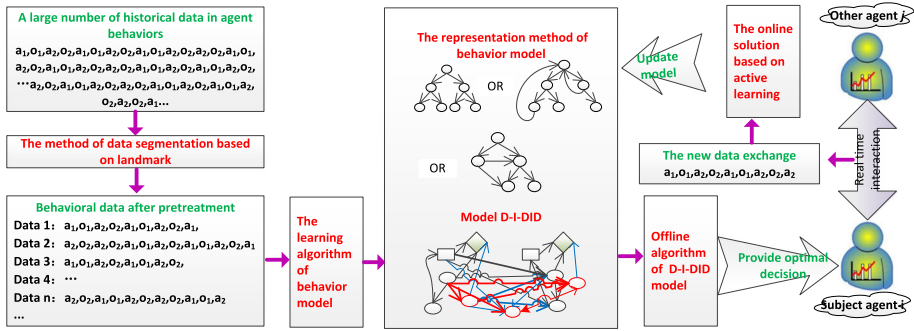 A large number of historical data in agent
behaviors
a₁,o₁,a₂,o₂,a₁,o₁,a₂,o₂,a₁,o₁,a₂,o₂,a₂,o₂,a₁,o₁,
a₂,o₂,a₁,o₁,a₂,o₂,a₂,o₂,a₁,o₁,a₂,o₂,a₁,o₁,a₂,o₂,
···a₂,o₂,a₁,o₁,a₂,o₂,a₂,o₂,a₁,o₁,a₂,o₂,a₁,o₁,a₂,
o₂,a₂,o₂,a₁...
The method of data segmentation based
on landmark
Behavioral data after pretreatment
Data 1: a₁,o₁,a₂,o₂,a₁,o₁,a₂,o₂,a₁,
Data 2: a₂,o₂,a₂,o₂,a₁,o₁,a₂,o₂,a₁,o₁,a₂,o₂,a₁
Data 3: a₁,o₁,a₂,o₂,a₁,o₁,a₂,o₂,
Data 4: ···
Data n: a₂,o₂,a₁,o₁,a₂,o₂,a₂,o₂,a₁,o₁,a₂
...
The
learning
algorithm
of
behavior
model
The representation method of
behavior model
OR
OR
Model D-I-DID
Update
model
The online
solution
based on
active
learning
The new data exchange
a₁,o₁,a₂,o₂,a₁,o₁,a₂,o₂,a₂
Offline
algorithm
of D-I-DID
model
Provide optimal
decision
Other agent j
Real time
interaction
Subject agent i